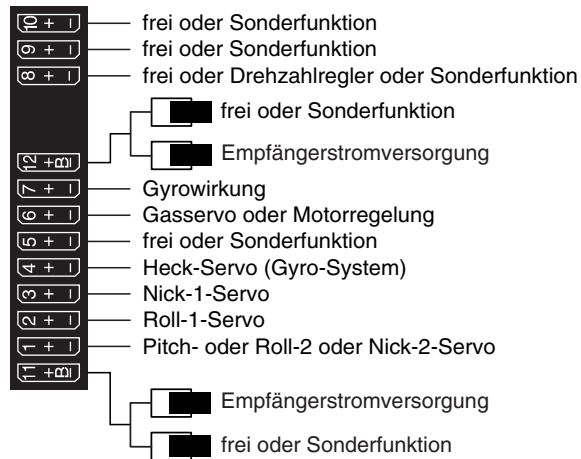 10 + – frei oder Sonderfunktion
9 + – frei oder Sonderfunktion
8 + – frei oder Drehzahlregler oder Sonderfunktion
frei oder Sonderfunktion
Empfängerstromversorgung
12 +B/–
7 + – Gyrowirkung
6 + – Gasservo oder Motorregelung
5 + – frei oder Sonderfunktion
4 + – Heck-Servo (Gyro-System)
3 + – Nick-1-Servo
2 + – Roll-1-Servo
1 + – Pitch- oder Roll-2 oder Nick-2-Servo
11 +B/–
Empfängerstromversorgung
frei oder Sonderfunktion